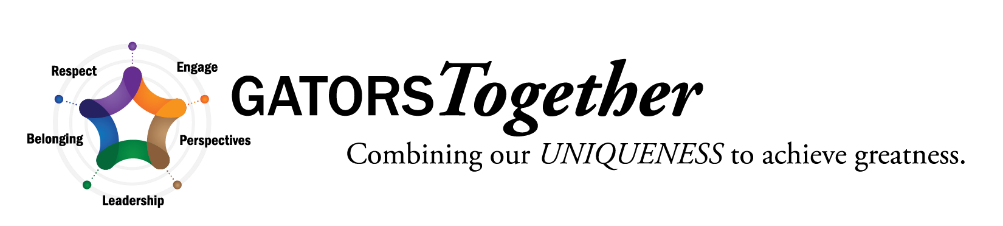 Respect
Engage
Belonging
Perspectives
Leadership
GATORSTogether
Combining our UNIQUENESS to achieve greatness.